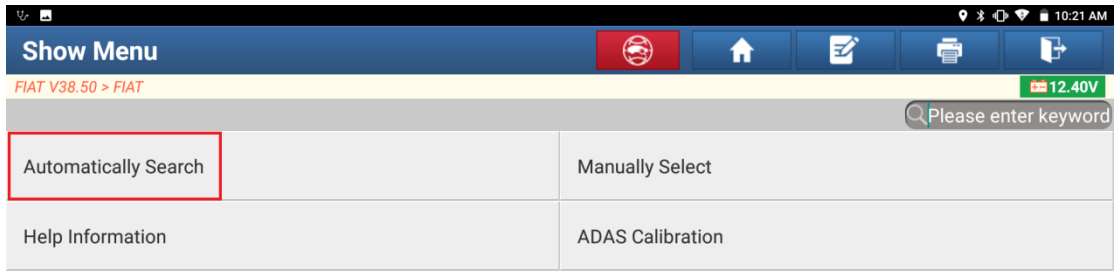 10:21 AM
Show Menu
FIAT V38.50 > FIAT
12.40V
Please enter keyword
Automatically Search
Manually Select
Help Information
ADAS Calibration